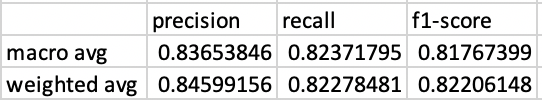 precision recall f1-score
macro avg 0.83653846 0.82371795 0.81767399
weighted avg 0.84599156 0.82278481 0.82206148